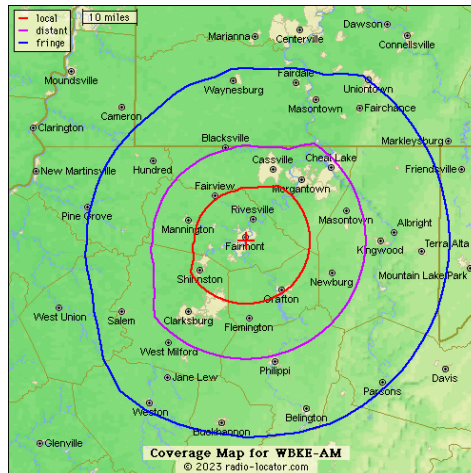 local
distant
fringe
10 miles
Marianna
Centerville
Dawson
Connellsville
Moundsville
Waynesburg
Fairdale
Uniontown
Cameron
Masontown
Fairchance
Clarington
Blacksville
Markleysburg
New Martinsville
Hundred
Cassville
Cheat Lake
Friendsville
Morgantown
Fairview
Pine Grove
Mannington
Rivesville
Masontown
Albright
Fairmont
Kingwood
Terra Alta
Shinnston
Newburg
Mountain Lake Park
Grafton
West Union
Salem
Clarksburg
Flemington
West Milford
Philippi
Jane Lew
Davis
Parsons
Weston
Belington
Buckhannon
Glenville
Coverage Map for WBKE-AM
© 2023 radio-locator.com